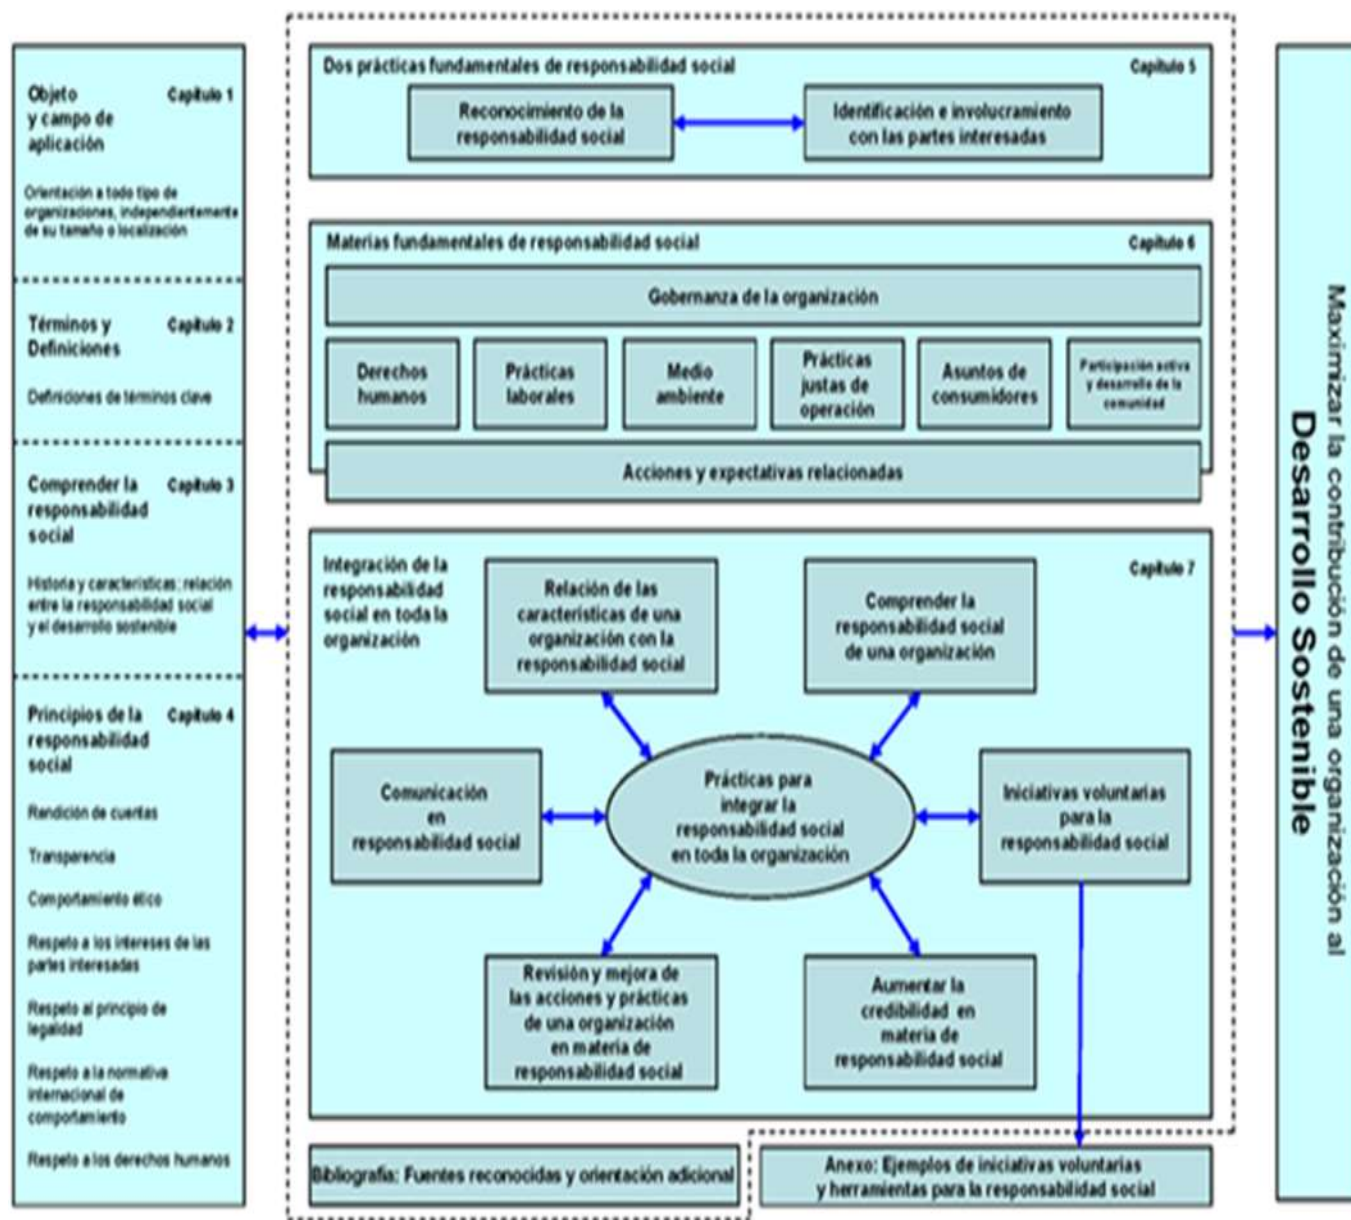 Objeto
y campo de
aplicación
Capítulo 1
Orientación a todo tipo de
organizaciones, independientemente
de su tamaño o localización
Términos y
Definiciones
Capítulo 2
Definiciones de términos clave
Comprender la
responsabilidad
social
Capítulo 3
Historia y características; relación
entre la responsabilidad social
y el desarrollo sostenible
Principios de la
responsabilidad
social
Capítulo 4
Rendición de cuentas
Transparencia
Comportamiento ético
Respeto a los intereses de las
partes interesadas
Respeto al principio de
legalidad
Respeto a la normativa
internacional de
comportamiento
Respeto a los derechos humanos
Dos prácticas fundamentales de responsabilidad social
Capítulo 5
Reconocimiento de la
responsabilidad social
Identificación e involucramiento
con las partes interesadas
Materias fundamentales de responsabilidad social
Capítulo 6
Gobernanza de la organización
Derechos
humanos
Prácticas
laborales
Medio
ambiente
Prácticas
justas de
operación
Asuntos de
consumidores
Participación activa
y desarrollo de la
comunidad
Acciones y expectativas relacionadas
Integración de la
responsabilidad
social en toda la
organización
Capítulo 7
Relación de las
características de una
organización con la
responsabilidad social
Comprender la
responsabilidad social
de una organización
Comunicación
en
responsabilidad social
Prácticas para
integrar la
responsabilidad social
en toda la organización
Iniciativas voluntarias
para la
responsabilidad social
Revisión y mejora de
las acciones y prácticas
de una organización
en materia de
responsabilidad social
Aumentar la
credibilidad en
materia de
responsabilidad social
Bibliografía: Fuentes reconocidas y orientación adicional
Anexo: Ejemplos de iniciativas voluntarias
y herramientas para la responsabilidad social
Maximizar la contribución de una organización al
Desarrollo Sostenible